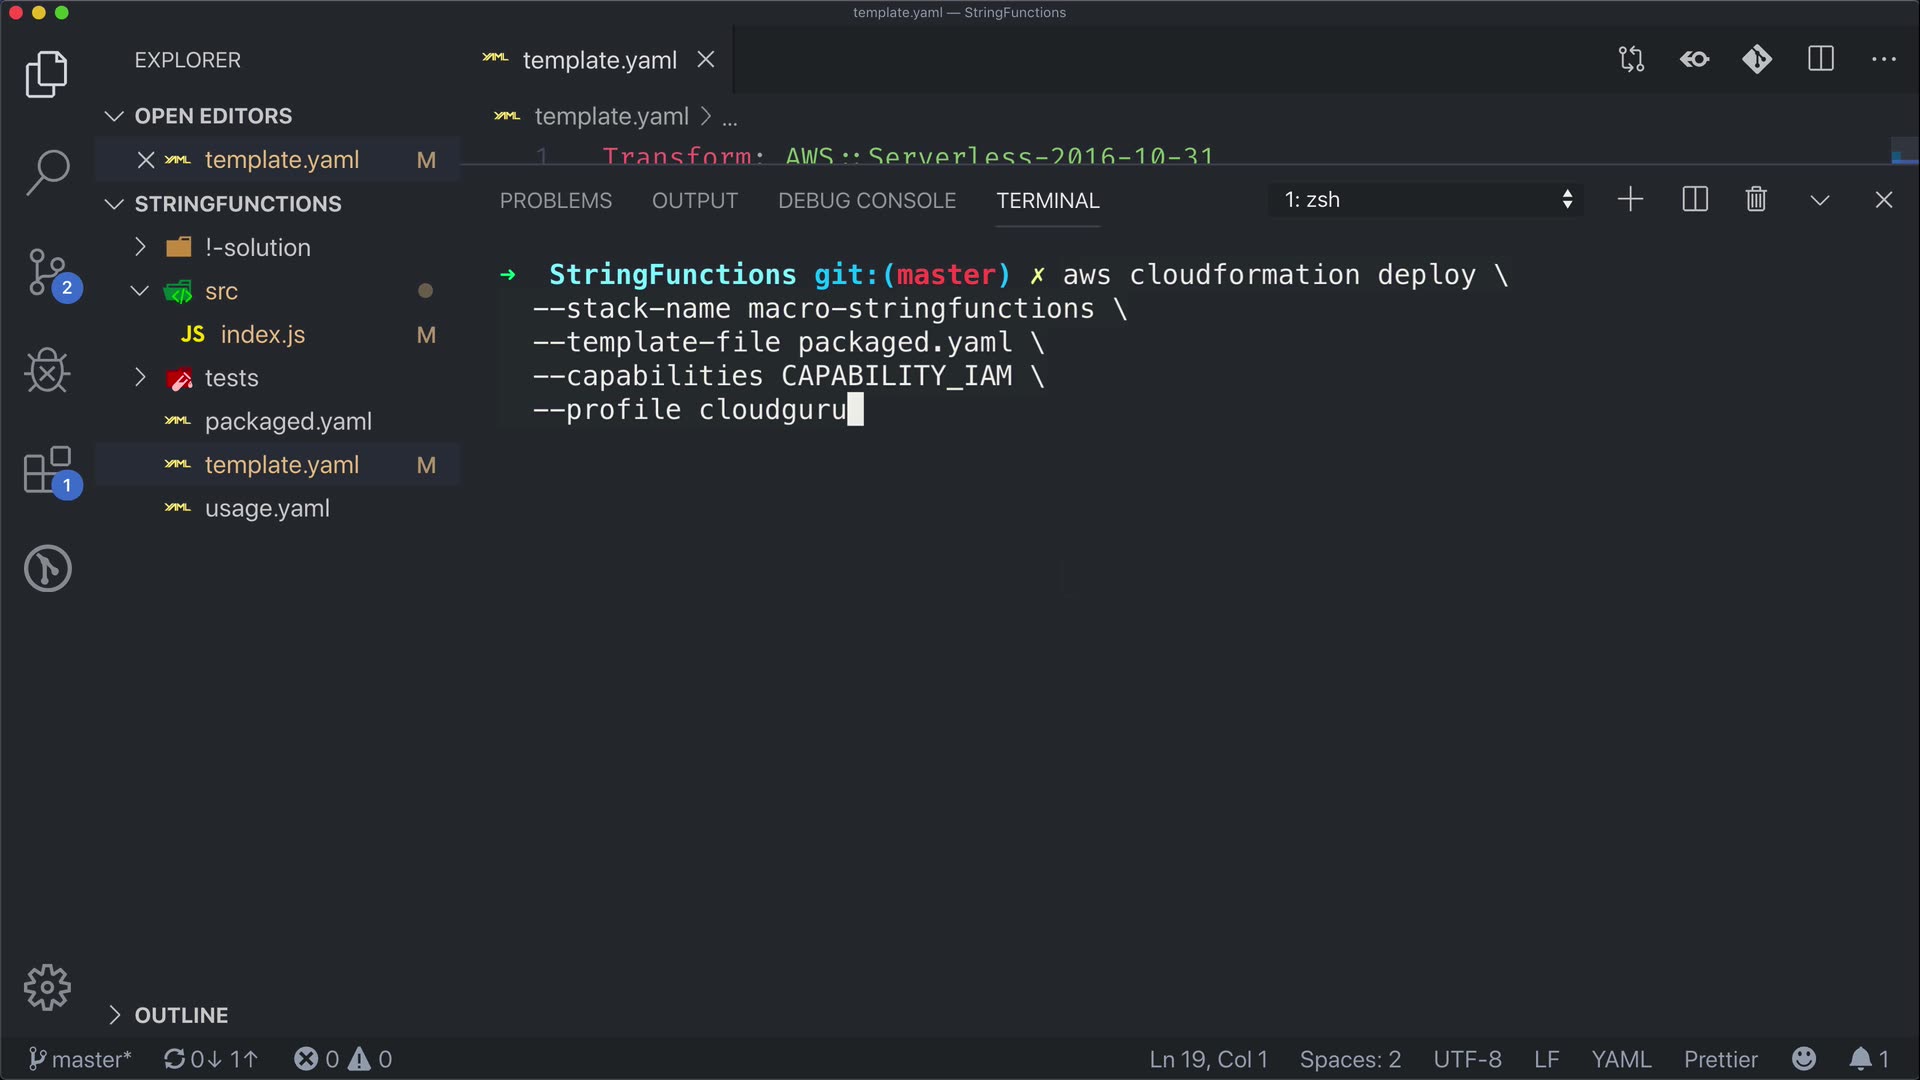 template.yaml — StringFunctions
EXPLORER
OPEN EDITORS
template.yaml M
STRINGFUNCTIONS
!-solution
src
JS index.js M
tests
packaged.yaml
template.yaml M
usage.yaml
OUTLINE
2
1
template.yaml
template.yaml > ...
1 Transform: AWS::Serverless-2016-10-31
PROBLEMS OUTPUT DEBUG CONSOLE TERMINAL 1: zsh
➜ StringFunctions git:(master) ✗ aws cloudformation deploy \
--stack-name macro-stringfunctions \
--template-file packaged.yaml \
--capabilities CAPABILITY_IAM \
--profile cloudguru
master* 0↓ 1↑ 0 0 Ln 19, Col 1 Spaces: 2 UTF-8 LF YAML Prettier 1